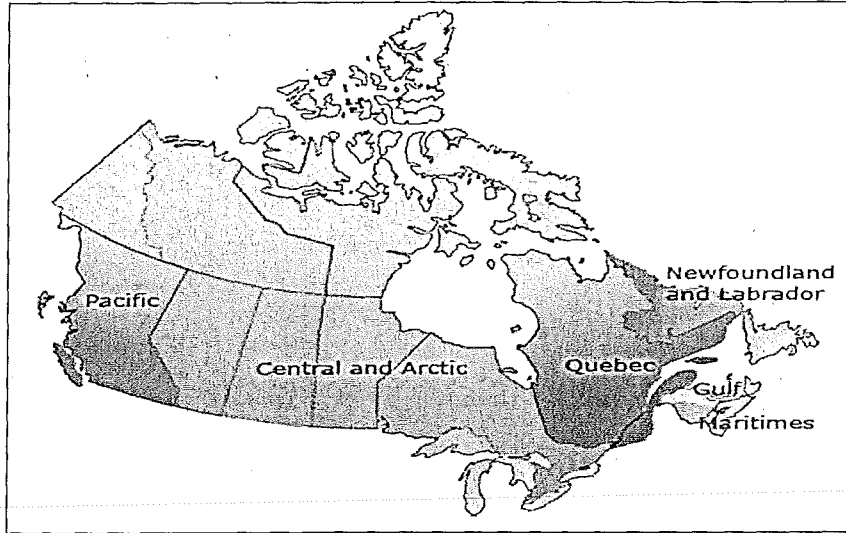 Newfoundland
and Labrador
Pacific
Central and Arctic
Quebec
Gulf
Maritimes